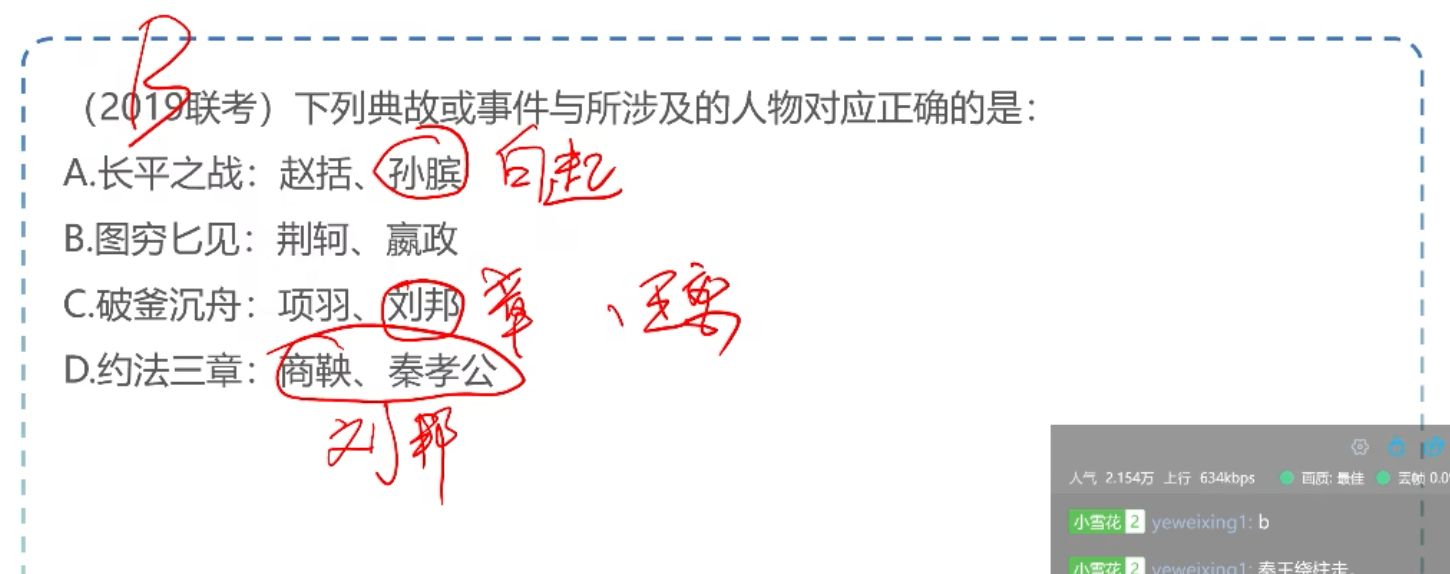 B
（2019联考）下列典故或事件与所涉及的人物对应正确的是：
A.长平之战：赵括、孙膑 白起
B.图穷匕见：荆轲、嬴政
C.破釜沉舟：项羽、刘邦 章 、王离
D.约法三章：商鞅、秦孝公
刘邦
人气 2.154万 上行 634kbps 画质: 最佳 丢帧 0.0
小雪花 2 yeweixing1: b
小雪花 2 yeweixing1: 秦王绕柱走